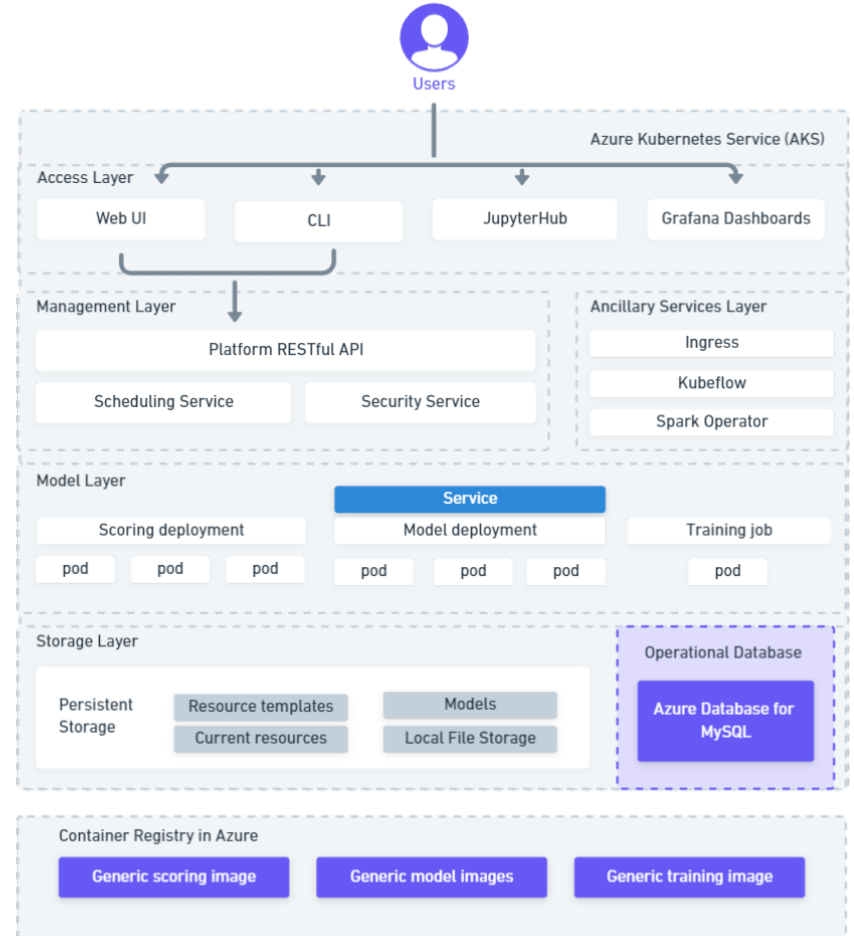 Users
Azure Kubernetes Service (AKS)
Access Layer
Web UI
CLI
JupyterHub
Grafana Dashboards
Management Layer
Platform RESTful API
Scheduling Service
Security Service
Ancillary Services Layer
Ingress
Kubeflow
Spark Operator
Model Layer
Service
Scoring deployment
Model deployment
Training job
pod
pod
pod
pod
pod
pod
pod
Storage Layer
Persistent
Storage
Resource templates
Models
Current resources
Local File Storage
Operational Database
Azure Database for
MySQL
Container Registry in Azure
Generic scoring image
Generic model images
Generic training image